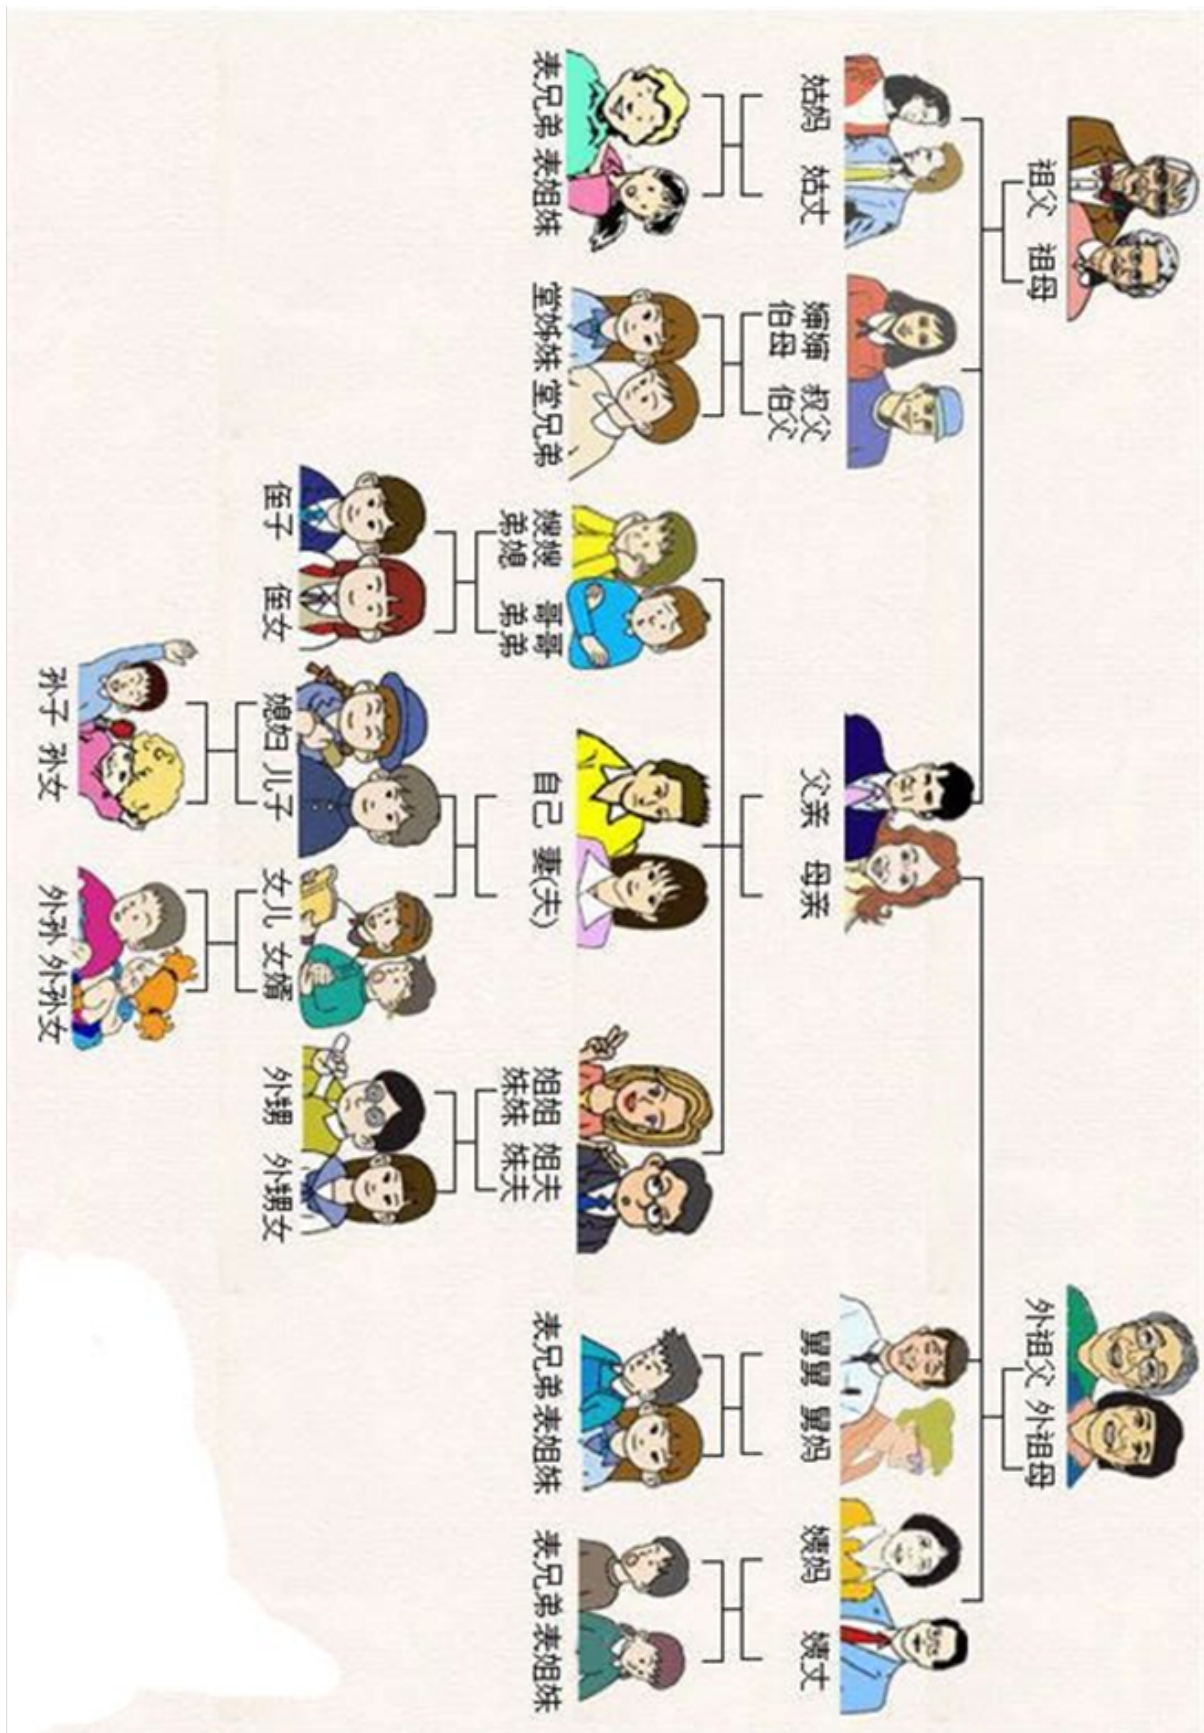 祖父 祖母
外祖父 外祖母
姑妈 姑丈
婶婶 叔父
伯母 伯父
父亲 母亲
舅舅 舅妈
姨妈 姨丈
表兄弟 表姐妹
堂姊妹 堂兄弟
嫂嫂 哥哥
弟媳 弟弟
自己 妻(夫)
姐姐 姐夫
妹妹 妹夫
表兄弟 表姐妹
表兄弟 表姐妹
侄子 侄女
媳妇 儿子
女儿 女婿
外甥 外甥女
孙子 孙女
外孙 外孙女